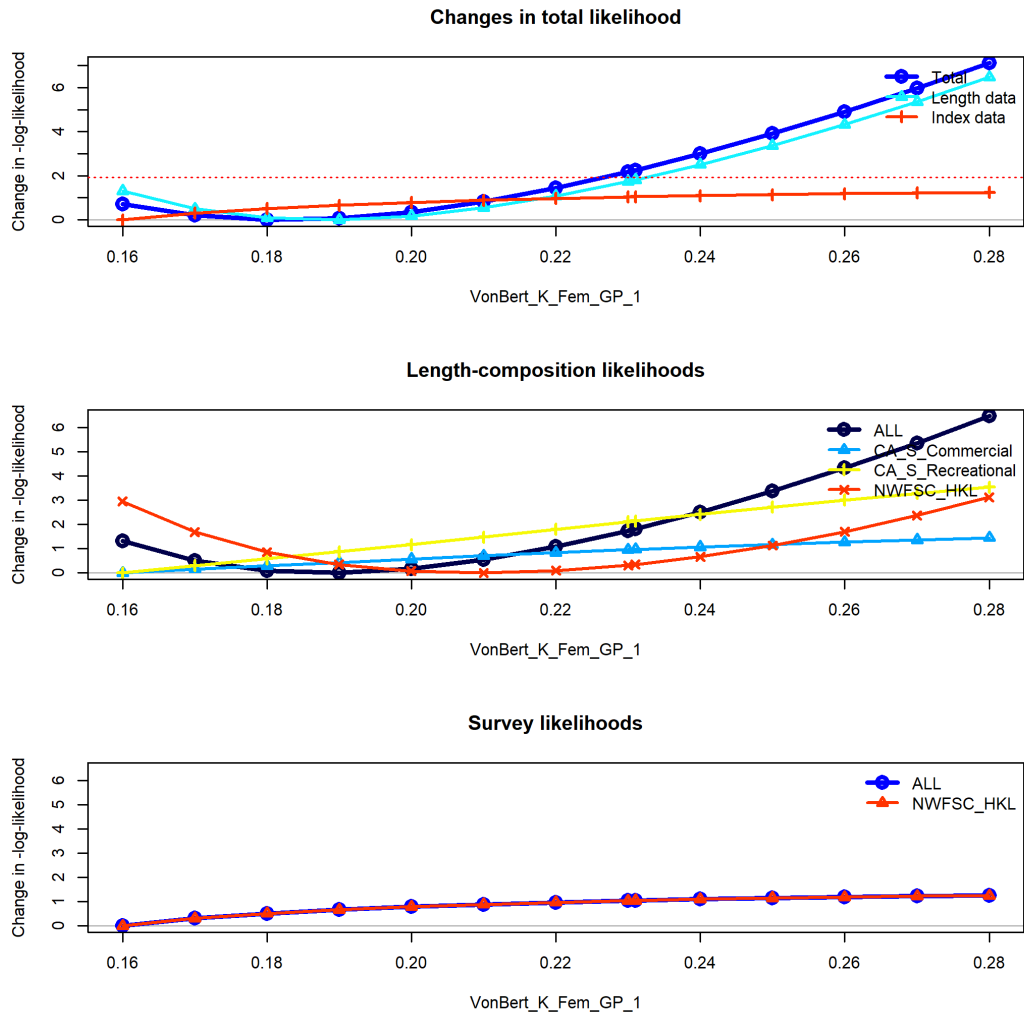 Changes in total likelihood
Change in -log-likelihood
6
4
2
0
Total
Length data
Index data
0.16 0.18 0.20 0.22 0.24 0.26 0.28
VonBert_K_Fem_GP_1
Length-composition likelihoods
Change in -log-likelihood
6
5
4
3
2
1
0
ALL
CA_S_Commercial
CA_S_Recreational
NWFSC_HKL
0.16 0.18 0.20 0.22 0.24 0.26 0.28
VonBert_K_Fem_GP_1
Survey likelihoods
Change in -log-likelihood
6
5
4
3
2
1
0
ALL
NWFSC_HKL
0.16 0.18 0.20 0.22 0.24 0.26 0.28
VonBert_K_Fem_GP_1